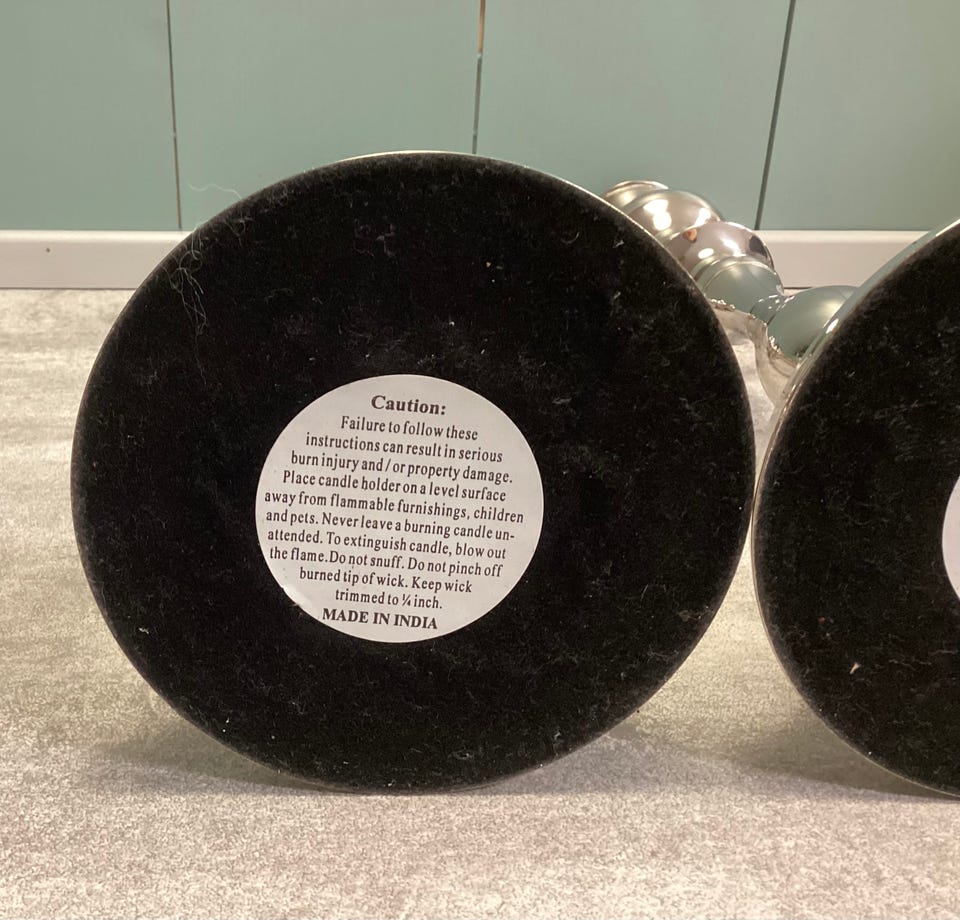 Caution:
Failure to follow these
instructions can result in serious
burn injury and / or property damage.
Place candle holder on a level surface
away from flammable furnishings, children
and pets. Never leave a burning candle un-
attended. To extinguish candle, blow out
the flame. Do not snuff. Do not pinch off
burned tip of wick. Keep wick
trimmed to ¼ inch.
MADE IN INDIA